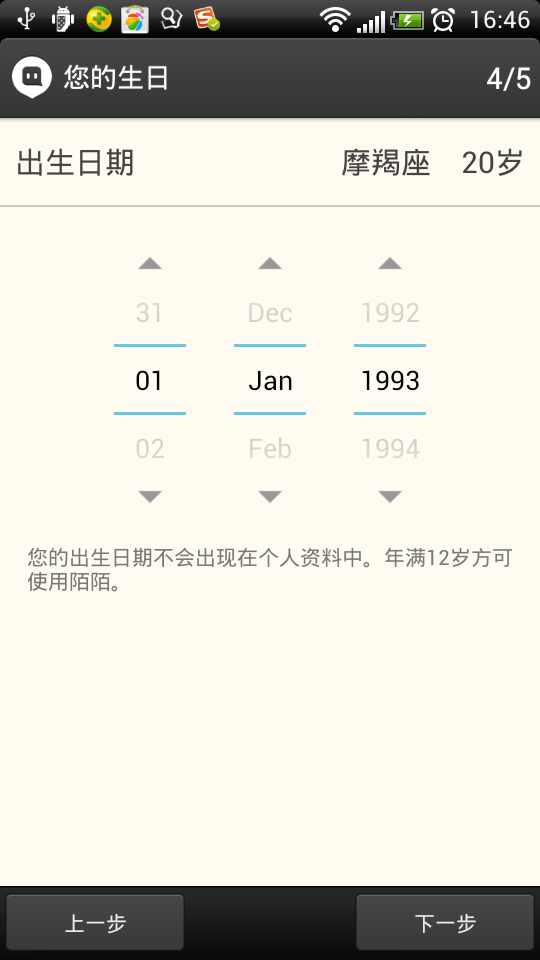 16:46
您的生日 4/5
出生日期 摩羯座 20岁
31 Dec 1992
01 Jan 1993
02 Feb 1994
您的出生日期不会出现在个人资料中。年满12岁方可
使用陌陌。
上一步 下一步